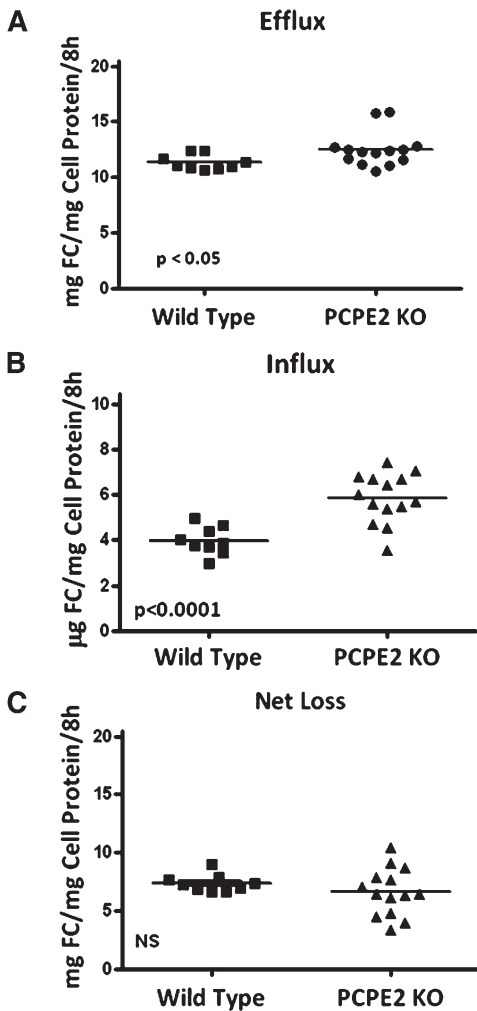 A
Efflux
mg FC/mg Cell Protein/8h
20
15
10
5
0
p < 0.05
Wild Type
PCPE2 KO
B
Influx
µg FC/mg Cell Protein/8h
10
8
6
4
2
0
p<0.0001
Wild Type
PCPE2 KO
C
Net Loss
mg FC/mg Cell Protein/8h
20
15
10
5
0
NS
Wild Type
PCPE2 KO